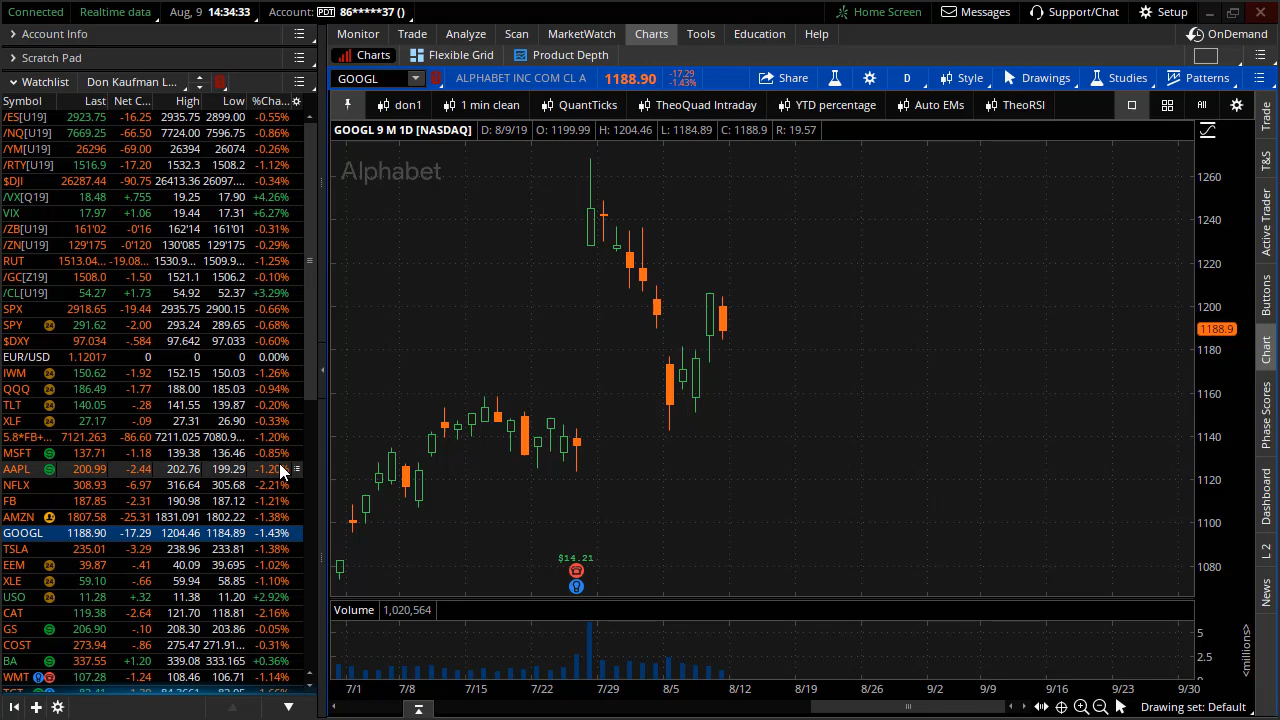 Connected Realtime data Aug, 9 14:34:33 Account: PDT 86*****37 () Home Screen Messages Support/Chat Setup
Account Info
Scratch Pad
Watchlist Don Kaufman L...
Symbol Last Net C... High Low %Cha...
/ES[U19] 2923.75 -16.25 2935.75 2899.00 -0.55%
/NQ[U19] 7669.25 -66.50 7724.00 7596.75 -0.86%
/YM[U19] 26296 -69.00 26394 26074 -0.26%
/RTY[U19] 1516.9 -17.20 1532.3 1508.2 -1.12%
$DJI 26287.44 -90.75 26413.36 26097.... -0.34%
/VX[Q19] 18.48 +.755 19.25 17.90 +4.26%
VIX 17.97 +1.06 19.44 17.31 +6.27%
/ZB[U19] 161'02 -0'16 162'14 161'01 -0.31%
/ZN[U19] 129'175 -0'120 130'085 129'175 -0.29%
RUT 1513.04... -19.08... 1530.9... 1509.9... -1.25%
/GC[Z19] 1508.0 -1.50 1521.1 1506.2 -0.10%
/CL[U19] 54.27 +1.73 54.92 52.37 +3.29%
SPX 2918.65 -19.44 2935.75 2900.15 -0.66%
SPY 24 291.62 -2.00 293.24 289.65 -0.68%
$DXY 97.034 -.584 97.642 97.033 -0.60%
EUR/USD 1.12017 0 0 0 0.00%
IWM 24 150.62 -1.92 152.15 150.03 -1.26%
QQQ 24 186.49 -1.77 188.00 185.03 -0.94%
TLT 24 140.05 -.28 141.55 139.87 -0.20%
XLF 24 27.17 -.09 27.31 26.90 -0.33%
5.8*FB+... 7121.263 -86.60 7211.025 7080.9... -1.20%
MSFT 137.71 -1.18 139.38 136.46 -0.85%
AAPL 200.99 -2.44 202.76 199.29 -1.20%
NFLX 308.93 -6.97 316.64 305.68 -2.21%
FB 187.85 -2.31 190.98 187.12 -1.21%
AMZN 1807.58 -25.31 1831.091 1802.22 -1.38%
GOOGL 1188.90 -17.29 1204.46 1184.89 -1.43%
TSLA 235.01 -3.29 238.96 233.81 -1.38%
EEM 24 39.87 -.41 40.09 39.695 -1.02%
XLE 24 59.10 -.66 59.94 58.85 -1.10%
USO 24 11.28 +.32 11.38 11.20 +2.92%
CAT 119.38 -2.64 121.70 118.81 -2.16%
GS 206.90 -.10 208.30 203.86 -0.05%
COST 273.94 -.86 275.47 271.91... -0.31%
BA 337.55 +1.20 339.08 333.165 +0.36%
WMT 107.28 -1.24 108.46 106.71 -1.14%
Monitor Trade Analyze Scan MarketWatch Charts Tools Education Help OnDemand
Charts Flexible Grid Product Depth
GOOGL ALPHABET INC COM CL A 1188.90 -17.29 -1.43% Share D Style Drawings Studies Patterns
don1 1 min clean QuantTicks TheoQuad Intraday YTD percentage Auto EMs TheoRSI All
GOOGL 9 M 1D [NASDAQ] D: 8/9/19 O: 1199.99 H: 1204.46 L: 1184.89 C: 1188.9 R: 19.57
Alphabet
1260
1240
1220
1200
1188.9
1180
1160
1140
1120
1100
1080
$14.21
Volume 1,020,564
5
2.5
<millions>
7/1 7/8 7/15 7/22 7/29 8/5 8/12 8/19 8/26 9/2 9/9 9/16 9/23 9/30
Drawing set: Default
Trade
T&S
Active Trader
Buttons
Chart
Phase Scores
Dashboard
L 2
News